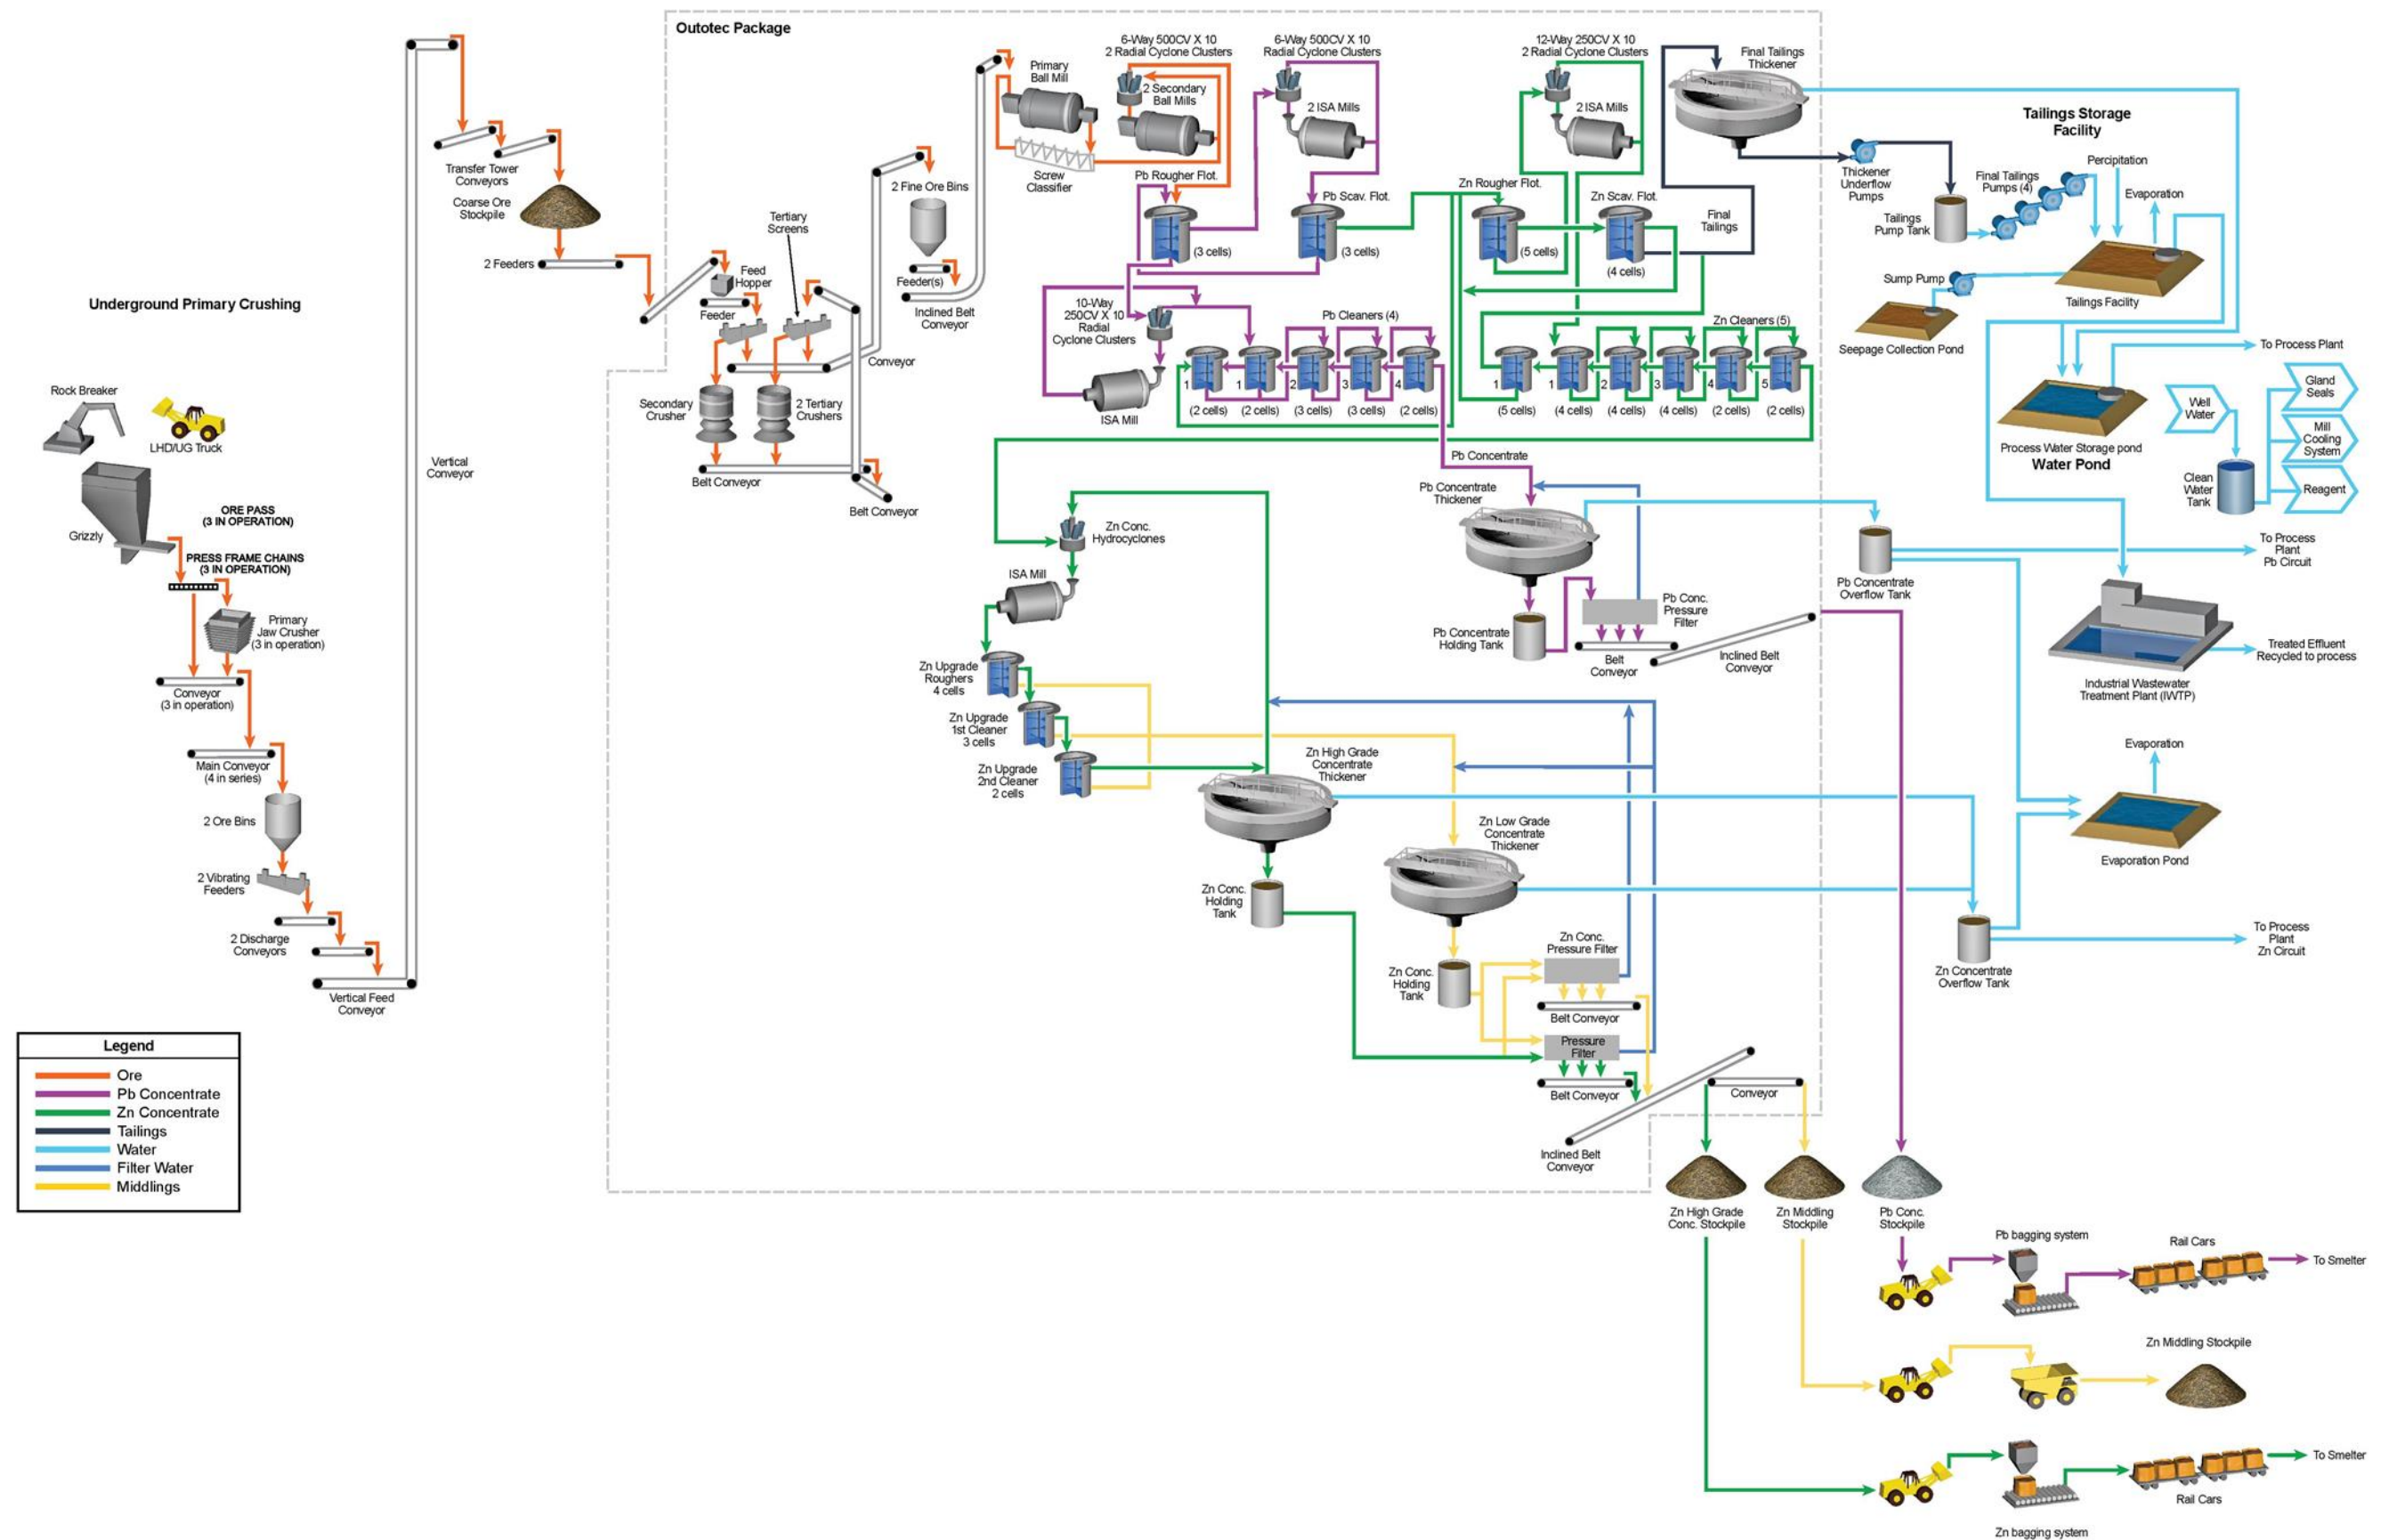 Underground Primary Crushing
Rock Breaker
LHD/UG Truck
Grizzly
ORE PASS
(3 IN OPERATION)
PRESS FRAME CHAINS
(3 IN OPERATION)
Primary
Jaw Crusher
(3 in operation)
Conveyor
(3 in operation)
Main Conveyor
(4 in series)
2 Ore Bins
2 Vibrating
Feeders
2 Discharge
Conveyors
Vertical Feed
Conveyor
Vertical
Conveyor
Transfer Tower
Conveyors
Coarse Ore
Stockpile
2 Feeders
Legend
Ore
Pb Concentrate
Zn Concentrate
Tailings
Water
Filter Water
Middlings
Outotec Package
Feed
Hopper
Feeder
Tertiary
Screens
Secondary
Crusher
2 Tertiary
Crushers
Belt Conveyor
Belt Conveyor
Conveyor
2 Fine Ore Bins
Feeder(s)
Inclined Belt
Conveyor
Primary
Ball Mill
Screw
Classifier
6-Way 500CV X 10
2 Radial Cyclone Clusters
2 Secondary
Ball Mills
6-Way 500CV X 10
Radial Cyclone Clusters
2 ISA Mills
12-Way 250CV X 10
2 Radial Cyclone Clusters
2 ISA Mills
Final Tailings
Thickener
Pb Rougher Flot.
(3 cells)
Pb Scav. Flot.
(3 cells)
Zn Rougher Flot.
(5 cells)
Zn Scav. Flot.
(4 cells)
Final
Tailings
10-Way
250CV X 10
Radial
Cyclone Clusters
ISA Mill
Pb Cleaners (4)
1
1
2
3
4
(2 cells)
(2 cells)
(3 cells)
(3 cells)
(2 cells)
Zn Cleaners (5)
1
1
2
3
4
5
(5 cells)
(4 cells)
(4 cells)
(4 cells)
(2 cells)
(2 cells)
Pb Concentrate
Pb Concentrate
Thickener
Pb Concentrate
Holding Tank
Pb Conc.
Pressure
Filter
Belt
Conveyor
Inclined Belt
Conveyor
Zn Conc.
Hydrocyclones
ISA Mill
Zn Upgrade
Roughers
4 cells
Zn Upgrade
1st Cleaner
3 cells
Zn Upgrade
2nd Cleaner
2 cells
Zn High Grade
Concentrate
Thickener
Zn Low Grade
Concentrate
Thickener
Zn Conc.
Holding
Tank
Zn Conc.
Holding
Tank
Zn Conc.
Pressure Filter
Belt Conveyor
Pressure
Filter
Belt Conveyor
Inclined Belt
Conveyor
Conveyor
Thickener
Underflow
Pumps
Tailings Storage
Facility
Tailings
Pump Tank
Final Tailings
Pumps (4)
Percipitation
Evaporation
Tailings Facility
Sump Pump
Seepage Collection Pond
To Process Plant
Process Water Storage pond
Water Pond
Well
Water
Clean
Water
Tank
Gland
Seals
Mill
Cooling
System
Reagent
Pb Concentrate
Overflow Tank
To Process
Plant
Pb Circuit
Industrial Wastewater
Treatment Plant (IWTP)
Treated Effluent
Recycled to process
Evaporation
Evaporation Pond
Zn Concentrate
Overflow Tank
To Process
Plant
Zn Circuit
Zn High Grade
Conc. Stockpile
Zn Middling
Stockpile
Pb Conc.
Stockpile
Pb bagging system
Rail Cars
To Smelter
Zn Middling Stockpile
To Smelter
Rail Cars
Zn bagging system